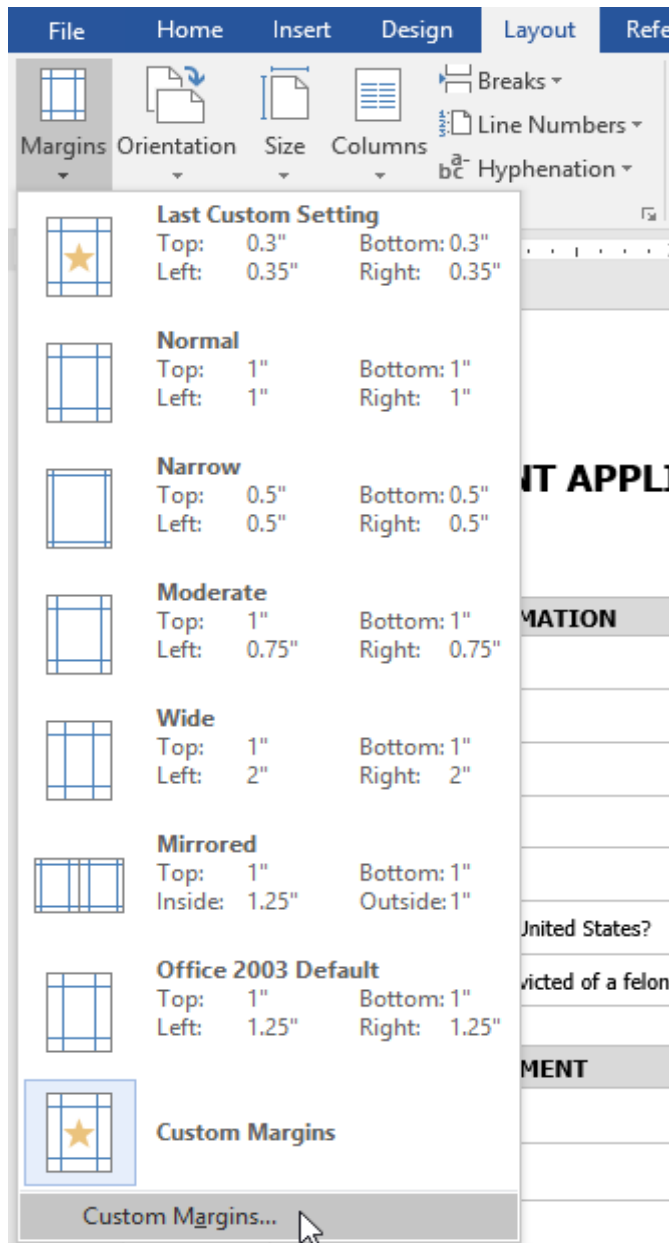 File Home Insert Design Layout Refe
Breaks
Line Numbers
Margins Orientation Size Columns
Hyphenation
Last Custom Setting
Top: 0.3" Bottom: 0.3"
Left: 0.35" Right: 0.35"
Normal
Top: 1" Bottom: 1"
Left: 1" Right: 1"
Narrow
Top: 0.5" Bottom: 0.5"
Left: 0.5" Right: 0.5"
NT APPLI
Moderate
Top: 1" Bottom: 1"
Left: 0.75" Right: 0.75"
MATION
Wide
Top: 1" Bottom: 1"
Left: 2" Right: 2"
Mirrored
Top: 1" Bottom: 1"
Inside: 1.25" Outside: 1"
United States?
Office 2003 Default
Top: 1" Bottom: 1"
Left: 1.25" Right: 1.25"
victed of a felon
MENT
Custom Margins
Custom Margins...